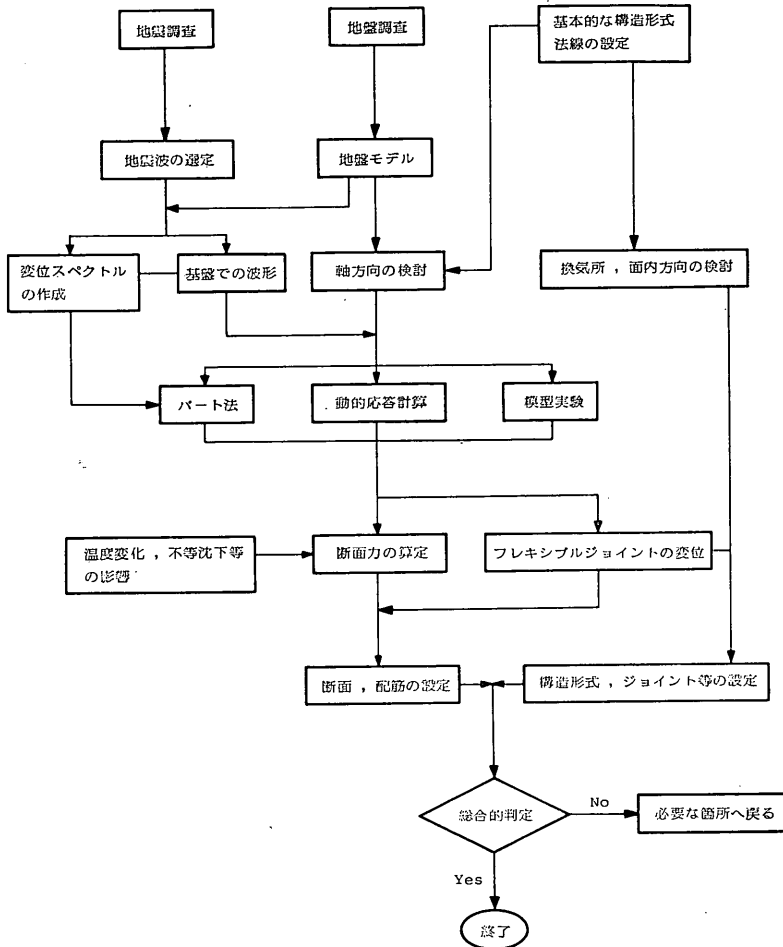 地震調査
地盤調査
基本的な構造形式
法線の設定
地震波の選定
地盤モデル
変位スペクトル
の作成
基盤での波形
軸方向の検討
換気所，面内方向の検討
パート法
動的応答計算
模型実験
温度変化，不等沈下等
の影響
断面力の算定
フレキシブルジョイントの変位
断面，配筋の設定
構造形式，ジョイント等の設定
総合的判定
No
必要な箇所へ戻る
Yes
終了